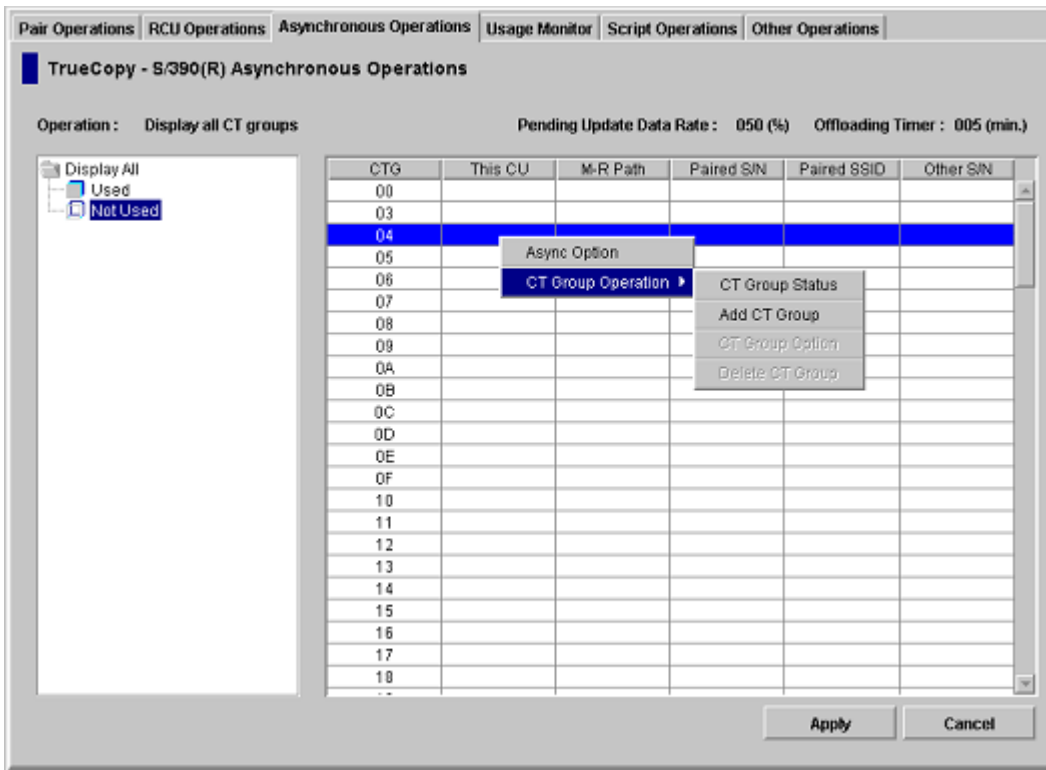 Pair Operations RCU Operations Asynchronous Operations Usage Monitor Script Operations Other Operations
TrueCopy - S/390(R) Asynchronous Operations
Operation : Display all CT groups Pending Update Data Rate : 050 (%) Offloading Timer : 005 (min.)
Display All
Used
Not Used
CTG This CU M-R Path Paired S/N Paired SSID Other S/N
00
03
04
05
06
07
08
09
0A
0B
0C
0D
0E
0F
10
11
12
13
14
15
16
17
18
Async Option
CT Group Operation
CT Group Status
Add CT Group
CT Group Option
Delete CT Group
Apply Cancel